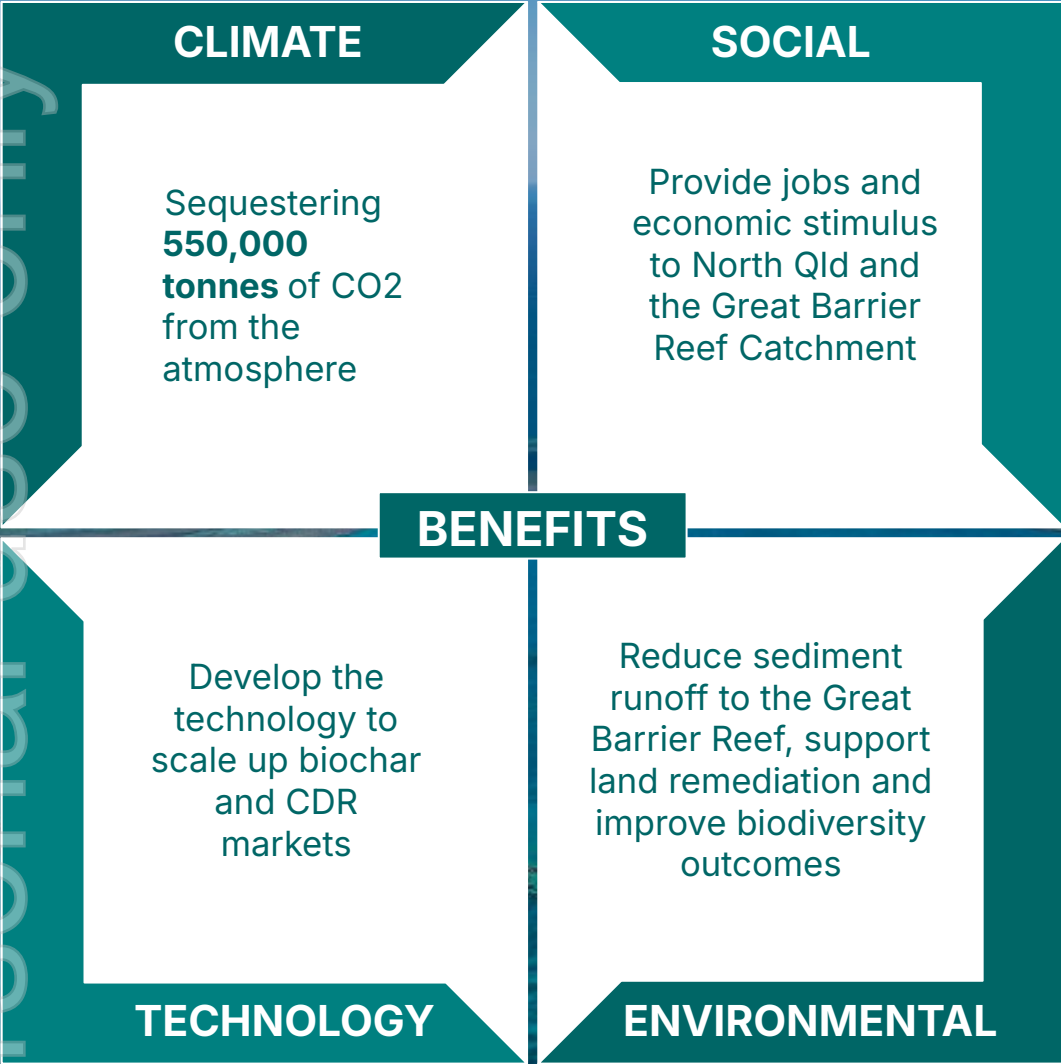 CLIMATE
Sequestering
550,000
tonnes of CO2
from the
atmosphere
SOCIAL
Provide jobs and
economic stimulus
to North Qld and
the Great Barrier
Reef Catchment
BENEFITS
Develop the
technology to
scale up biochar
and CDR
markets
TECHNOLOGY
Reduce sediment
runoff to the Great
Barrier Reef, support
land remediation and
improve biodiversity
outcomes
ENVIRONMENTAL